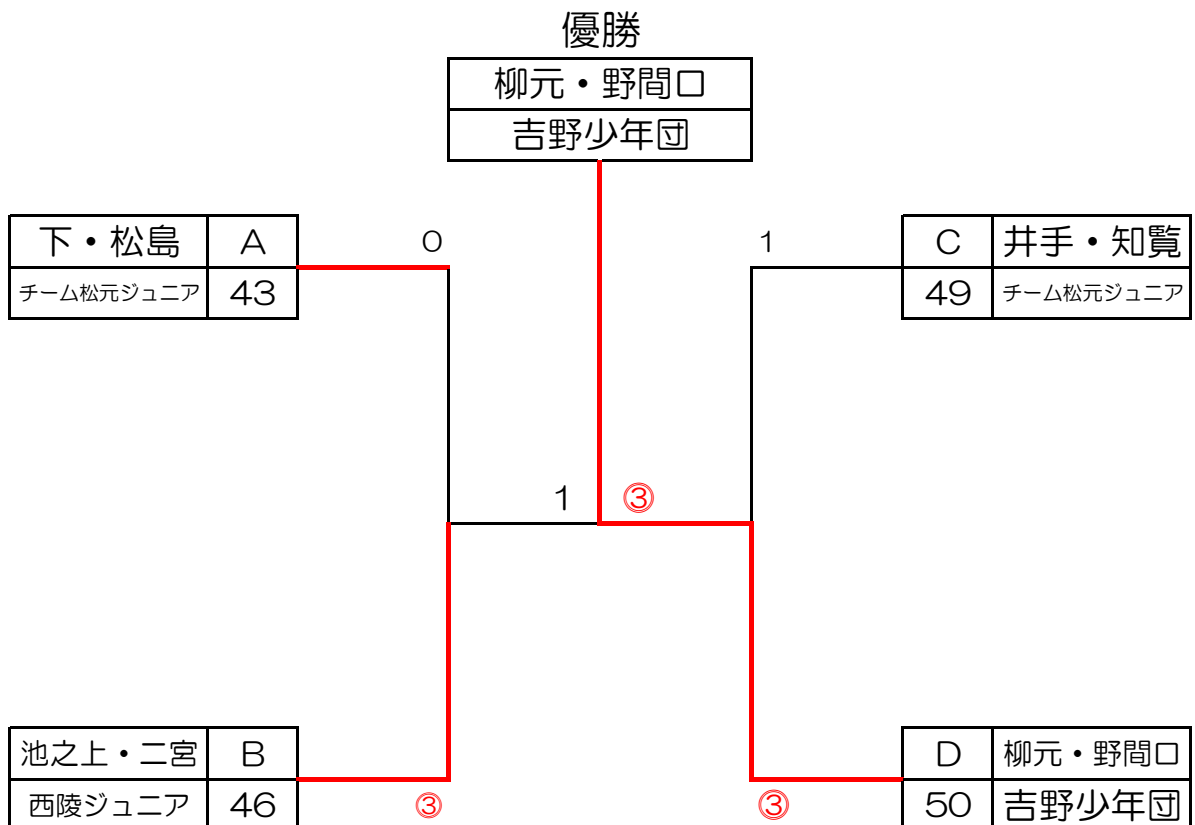 優勝
柳元・野間口
吉野少年団
下・松島 A 0 1 C 井手・知覧
チーム松元ジュニア 43 49 チーム松元ジュニア
1 ③
池之上・二宮 B D 柳元・野間口
西陵ジュニア 46 ③ ③ 50 吉野少年団